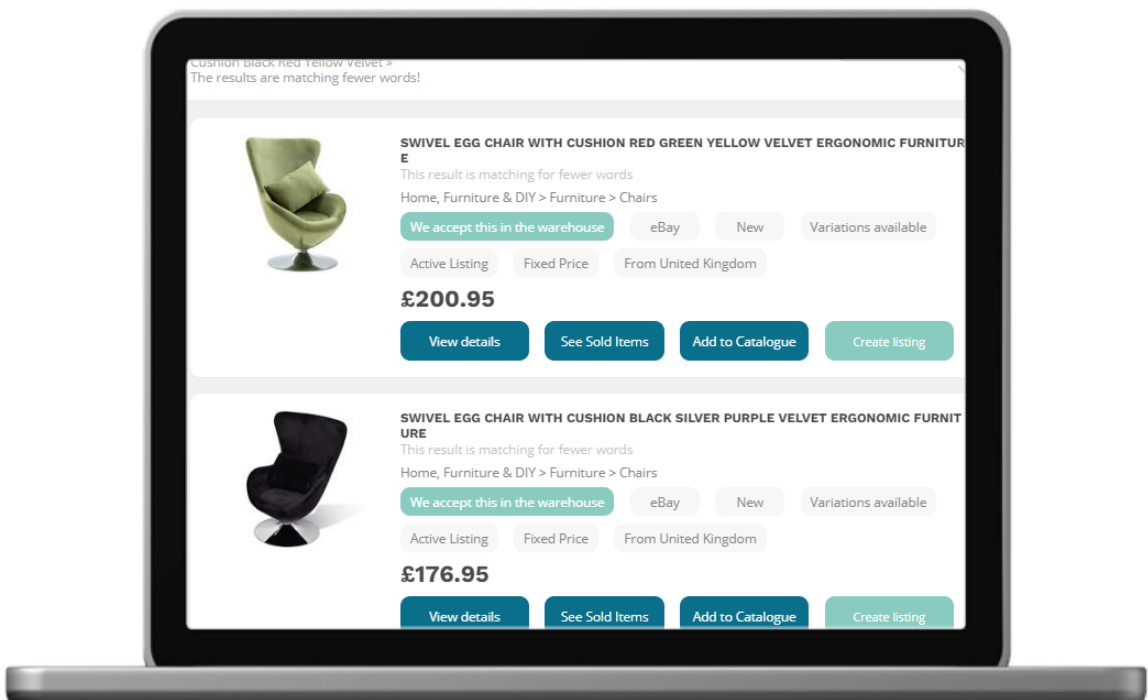 Cushion Black Red Yellow Velvet »
The results are matching fewer words!
SWIVEL EGG CHAIR WITH CUSHION RED GREEN YELLOW VELVET ERGONOMIC FURNITUR
E
This result is matching for fewer words
Home, Furniture & DIY > Furniture > Chairs
We accept this in the warehouse eBay New Variations available
Active Listing Fixed Price From United Kingdom
£200.95
View details See Sold Items Add to Catalogue Create listing
SWIVEL EGG CHAIR WITH CUSHION BLACK SILVER PURPLE VELVET ERGONOMIC FURNIT
URE
This result is matching for fewer words
Home, Furniture & DIY > Furniture > Chairs
We accept this in the warehouse eBay New Variations available
Active Listing Fixed Price From United Kingdom
£176.95
View details See Sold Items Add to Catalogue Create listing